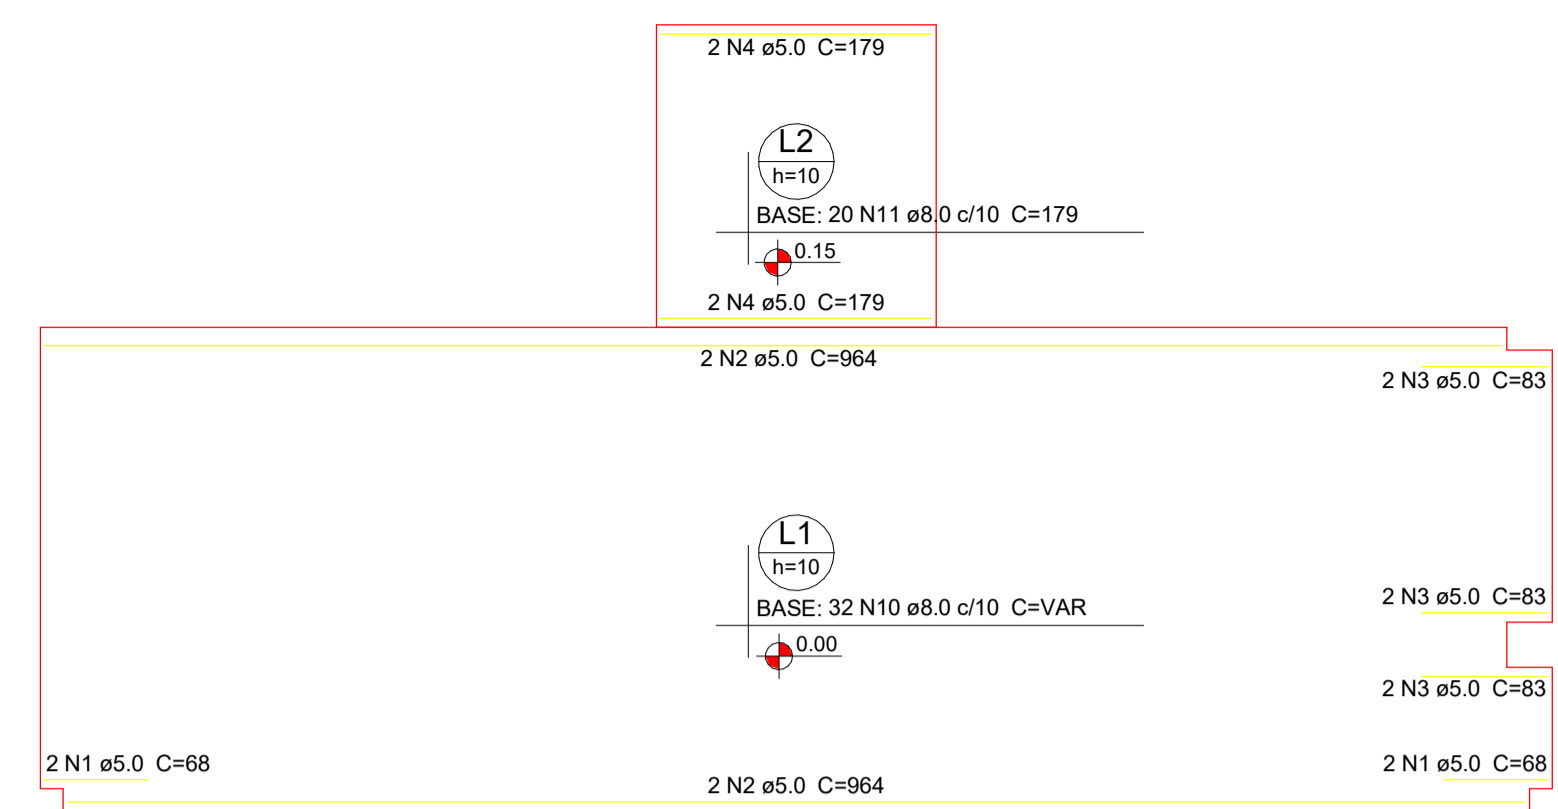 2 N4 ø5.0 C=179
L2
h=10
BASE: 20 N11 ø8.0 c/10 C=179
0.15
2 N4 ø5.0 C=179
2 N2 ø5.0 C=964
2 N3 ø5.0 C=83
L1
h=10
BASE: 32 N10 ø8.0 c/10 C=VAR
2 N3 ø5.0 C=83
0.00
2 N3 ø5.0 C=83
2 N1 ø5.0 C=68
2 N1 ø5.0 C=68
2 N2 ø5.0 C=964